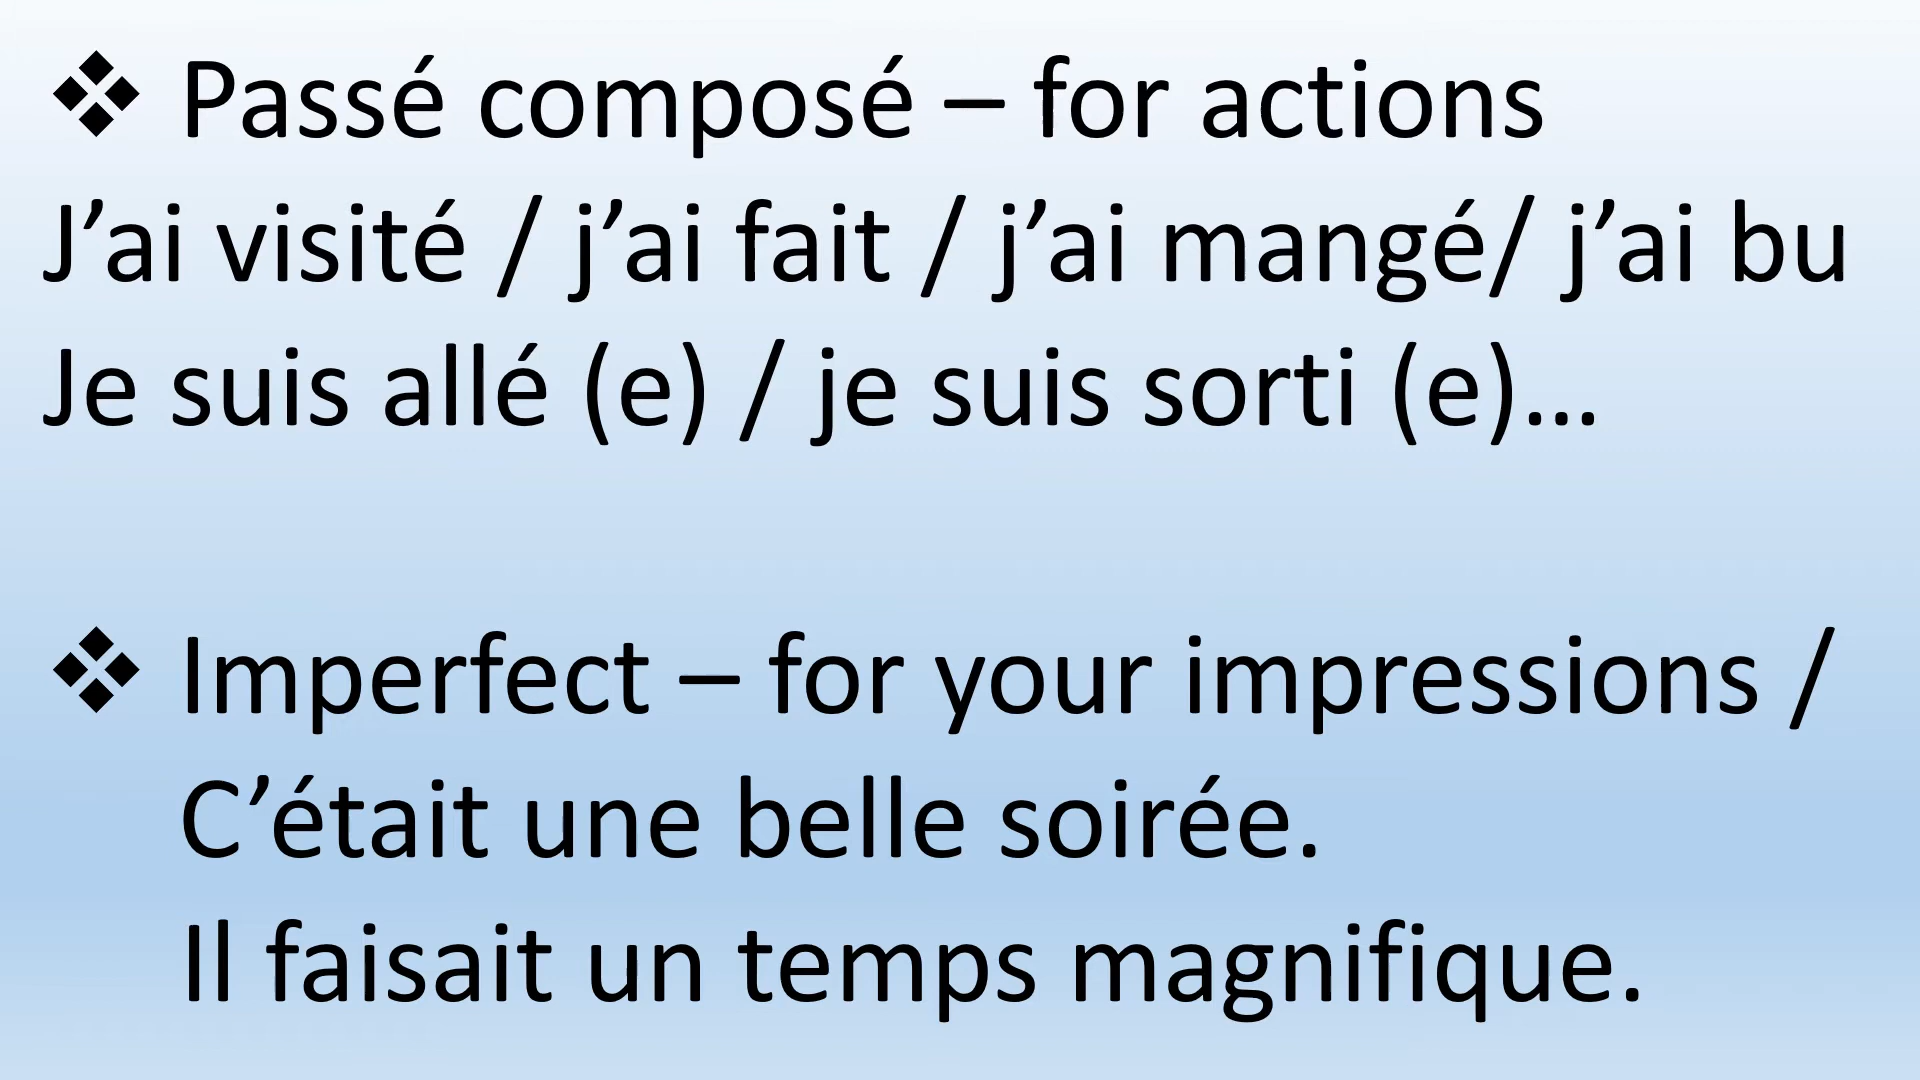 ❖ Passé composé – for actions
J’ai visité / j’ai fait / j’ai mangé/ j’ai bu
Je suis allé (e) / je suis sorti (e)…
❖ Imperfect – for your impressions /
C’était une belle soirée.
Il faisait un temps magnifique.